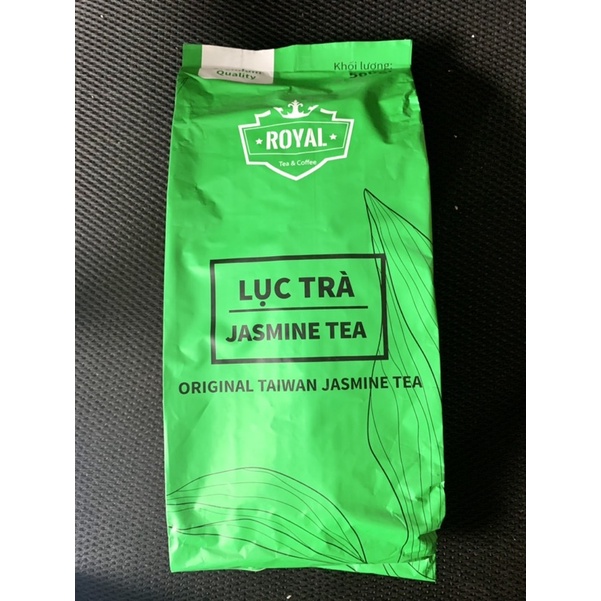 Quality
Khối lượng:
ROYAL
Tea & Coffee
LỤC TRÀ
JASMINE TEA
ORIGINAL TAIWAN JASMINE TEA